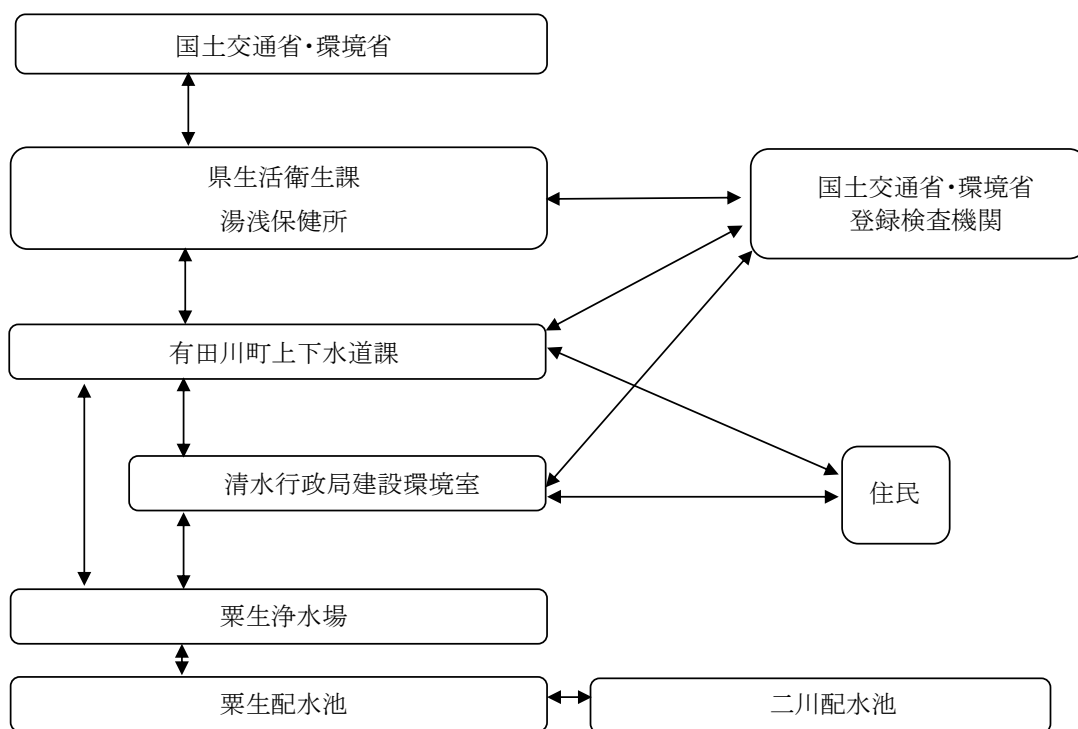 国土交通省・環境省
県生活衛生課
湯浅保健所
国土交通省・環境省
登録検査機関
有田川町上下水道課
清水行政局建設環境室
住民
粟生浄水場
粟生配水池
二川配水池